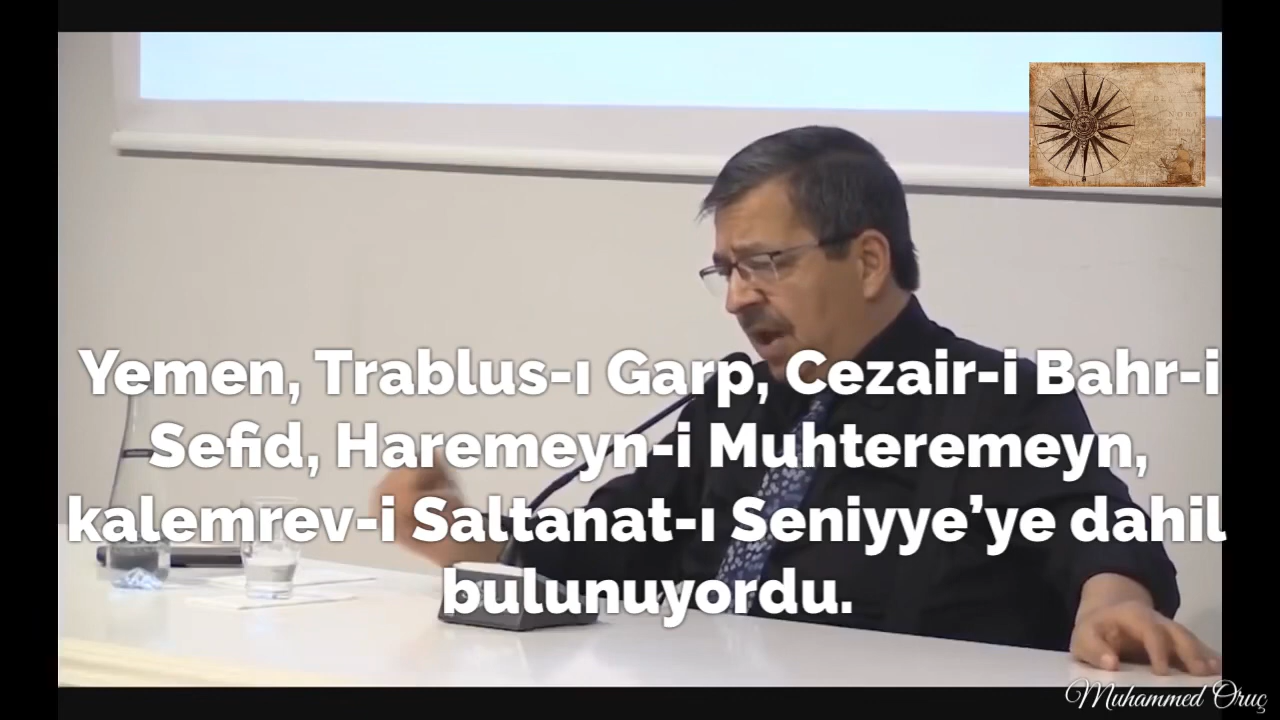 Yemen, Trablus-ı Garp, Cezair-i Bahr-i
Sefid, Haremeyn-i Muhteremeyn,
kalemrev-i Saltanat-ı Seniyye’ye dahil
bulunuyordu.
Muhammed Oruç